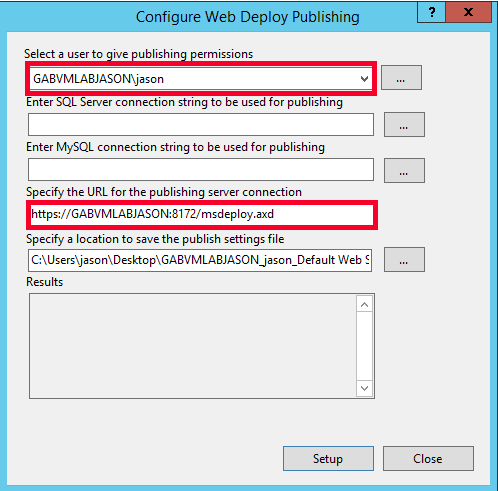 Configure Web Deploy Publishing
?
x
Select a user to give publishing permissions
GABVMLABJASON\jason
...
Enter SQL Server connection string to be used for publishing
...
Enter MySQL connection string to be used for publishing
...
Specify the URL for the publishing server connection
https://GABVMLABJASON:8172/msdeploy.axd
Specify a location to save the publish settings file
C:\Users\jason\Desktop\GABVMLABJASON_jason_Default Web S
...
Results
Setup
Close